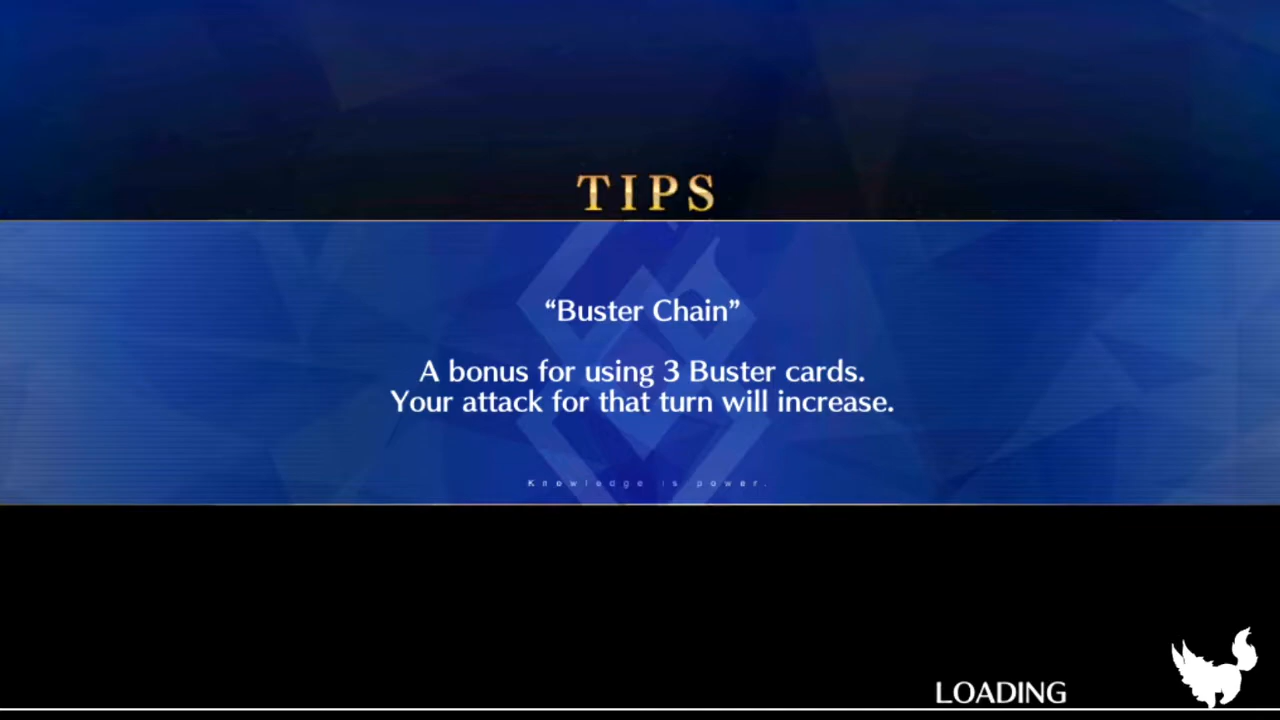 TIPS
“Buster Chain”
A bonus for using 3 Buster cards.
Your attack for that turn will increase.
Knowledge is power.
LOADING